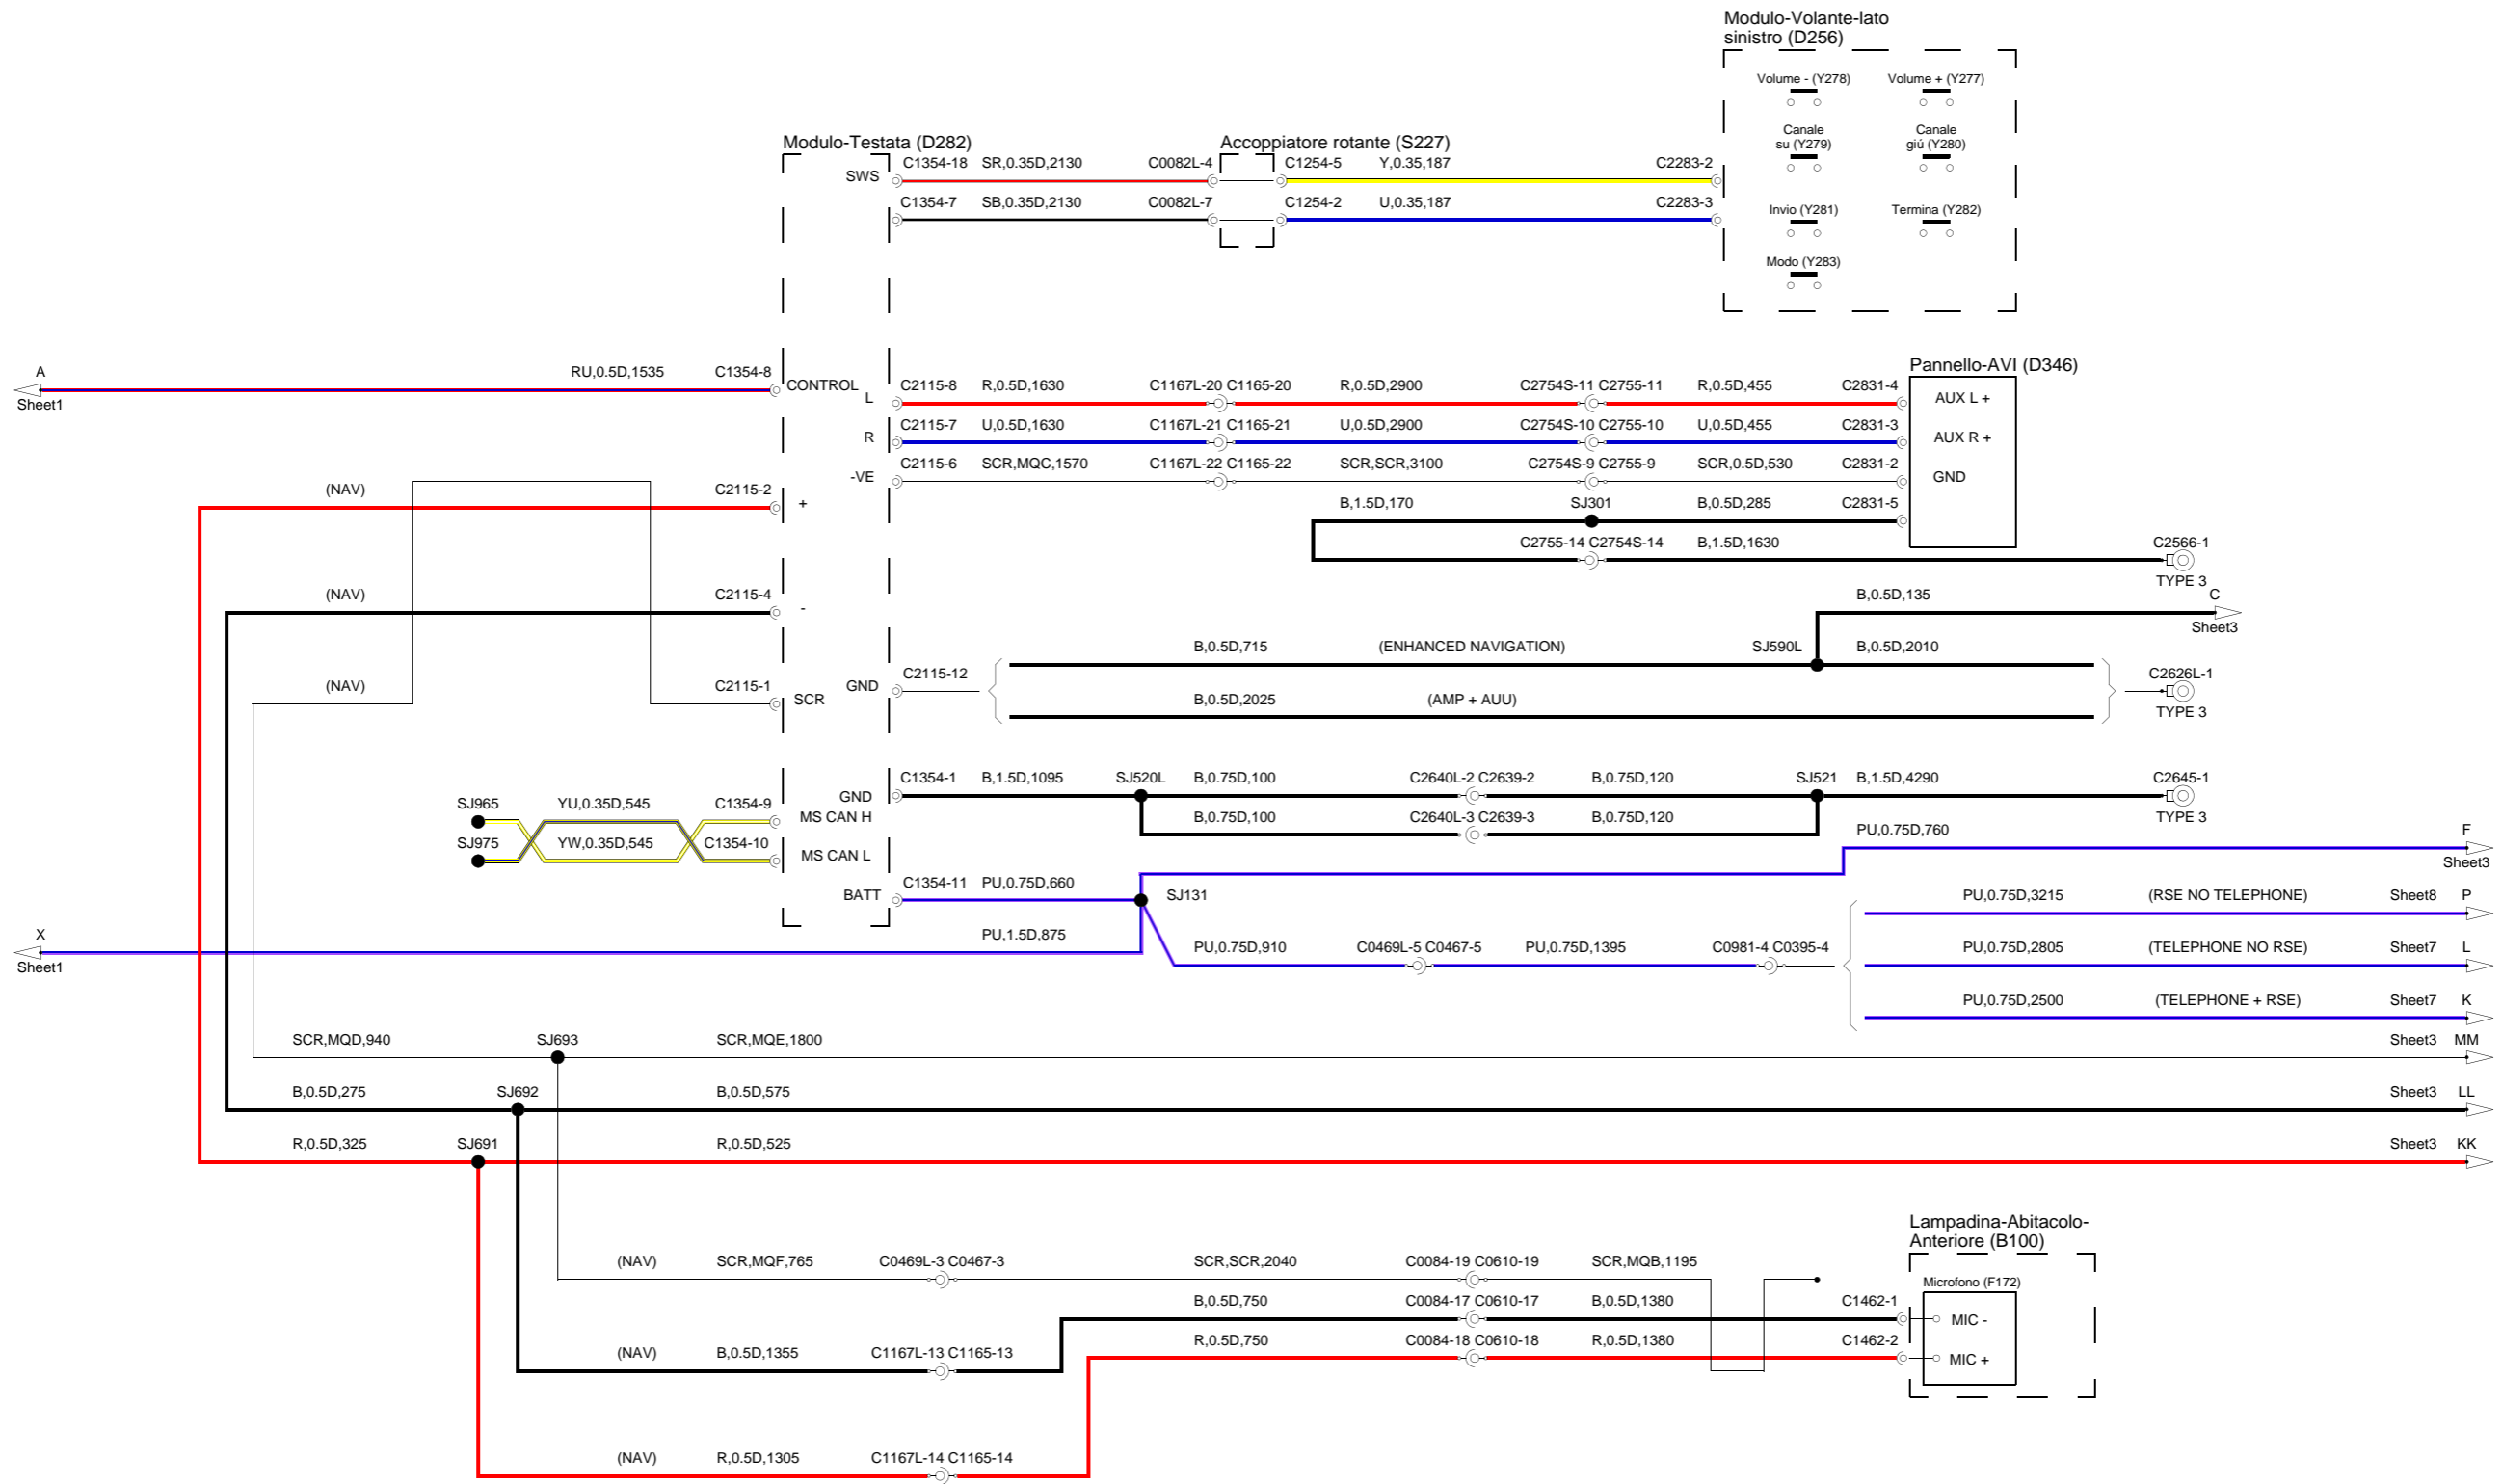 Modulo-Volante-lato
sinistro (D256)
Volume - (Y278) Volume + (Y277)
Canale
su (Y279)
Canale
giú (Y280)
Invio (Y281) Termina (Y282)
Modo (Y283)
Modulo-Testata (D282) Accoppiatore rotante (S227)
SWS C1354-18 SR,0.35D,2130 C0082L-4 C1254-5 Y,0.35,187 C2283-2
C1354-7 SB,0.35D,2130 C0082L-7 C1254-2 U,0.35,187 C2283-3
Pannello-AVI (D346)
A RU,0.5D,1535 C1354-8 CONTROL
Sheet1
L C2115-8 R,0.5D,1630 C1167L-20 C1165-20 R,0.5D,2900 C2754S-11 C2755-11 R,0.5D,455 C2831-4 AUX L +
R C2115-7 U,0.5D,1630 C1167L-21 C1165-21 U,0.5D,2900 C2754S-10 C2755-10 U,0.5D,455 C2831-3 AUX R +
-VE C2115-6 SCR,MQC,1570 C1167L-22 C1165-22 SCR,SCR,3100 C2754S-9 C2755-9 SCR,0.5D,530 C2831-2 GND
(NAV) C2115-2 +
B,1.5D,170 SJ301 B,0.5D,285 C2831-5
C2755-14 C2754S-14 B,1.5D,1630 C2566-1
TYPE 3
(NAV) C2115-4 -
B,0.5D,135 C
Sheet3
B,0.5D,715 (ENHANCED NAVIGATION) SJ590L B,0.5D,2010
(NAV) C2115-1 SCR
GND C2115-12 C2626L-1
B,0.5D,2025 (AMP + AUU) TYPE 3
GND C1354-1 B,1.5D,1095 SJ520L B,0.75D,100 C2640L-2 C2639-2 B,0.75D,120 SJ521 B,1.5D,4290 C2645-1
TYPE 3
B,0.75D,100 C2640L-3 C2639-3 B,0.75D,120
SJ965 YU,0.35D,545 C1354-9 MS CAN H
SJ975 YW,0.35D,545 C1354-10 MS CAN L
PU,0.75D,760 F
Sheet3
BATT C1354-11 PU,0.75D,660 SJ131
PU,0.75D,3215 (RSE NO TELEPHONE) Sheet8 P
X PU,1.5D,875
Sheet1
PU,0.75D,910 C0469L-5 C0467-5 PU,0.75D,1395 C0981-4 C0395-4
PU,0.75D,2805 (TELEPHONE NO RSE) Sheet7 L
PU,0.75D,2500 (TELEPHONE + RSE) Sheet7 K
SCR,MQD,940 SJ693 SCR,MQE,1800 Sheet3 MM
B,0.5D,275 SJ692 B,0.5D,575 Sheet3 LL
R,0.5D,325 SJ691 R,0.5D,525 Sheet3 KK
Lampadina-Abitacolo-
Anteriore (B100)
(NAV) SCR,MQF,765 C0469L-3 C0467-3 SCR,SCR,2040 C0084-19 C0610-19 SCR,MQB,1195
Microfono (F172)
B,0.5D,750 C0084-17 C0610-17 B,0.5D,1380 C1462-1 MIC -
(NAV) B,0.5D,1355 C1167L-13 C1165-13
R,0.5D,750 C0084-18 C0610-18 R,0.5D,1380 C1462-2 MIC +
(NAV) R,0.5D,1305 C1167L-14 C1165-14